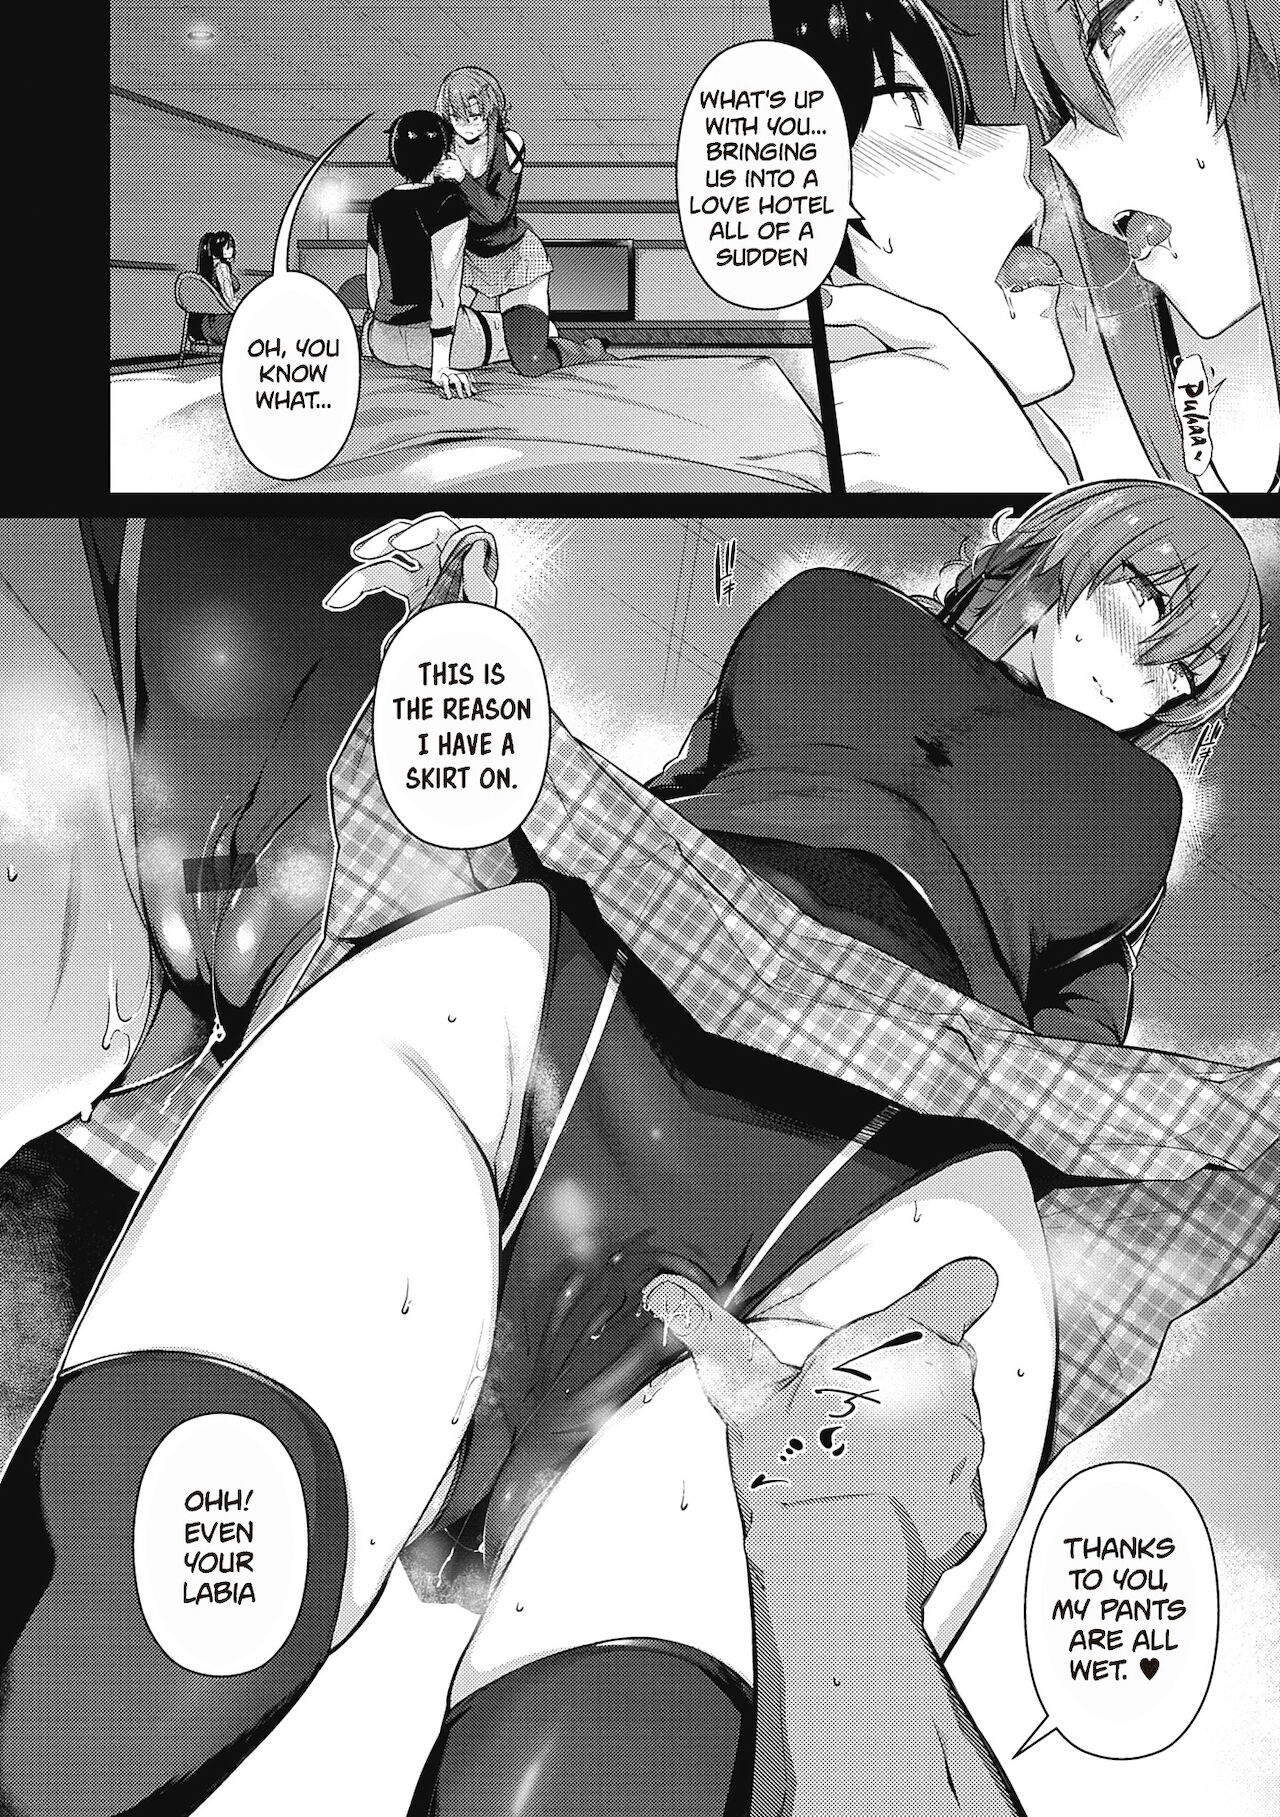 WHAT'S UP
WITH YOU...
BRINGING
US INTO A
LOVE HOTEL
ALL OF A
SUDDEN
OH, YOU
KNOW
WHAT...
Puhaa
THIS IS
THE REASON
I HAVE A
SKIRT ON.
OHH!
EVEN
YOUR
LABIA
THANKS
TO YOU,
MY PANTS
ARE ALL
WET. ♥